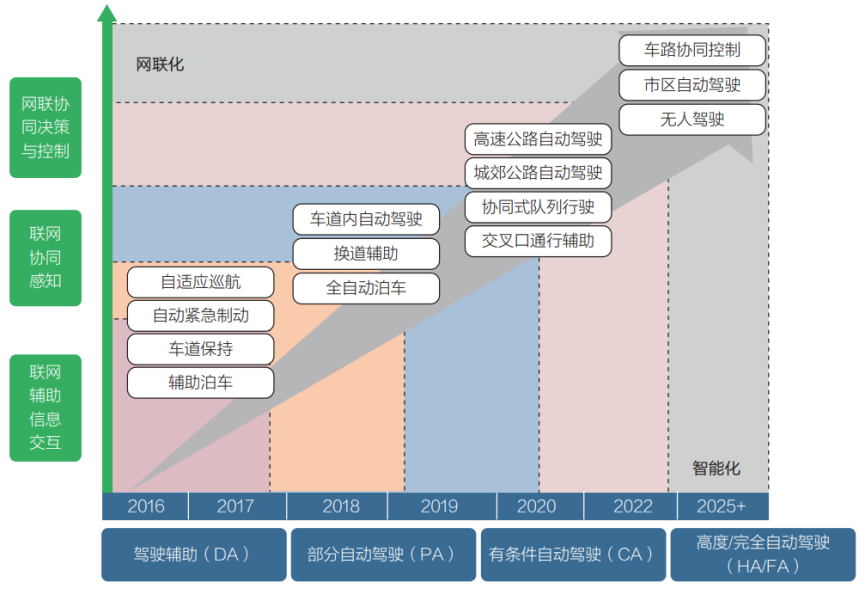 网联化
网联协
同决策
与控制
联网
协同
感知
联网
辅助
信息
交互
车路协同控制
市区自动驾驶
无人驾驶
高速公路自动驾驶
城郊公路自动驾驶
协同式队列行驶
交叉口通行辅助
车道内自动驾驶
换道辅助
全自动泊车
自适应巡航
自动紧急制动
车道保持
辅助泊车
智能化
2016
2017
2018
2019
2020
2022
2025+
驾驶辅助（DA）
部分自动驾驶（PA）
有条件自动驾驶（CA）
高度/完全自动驾驶
（HA/FA）